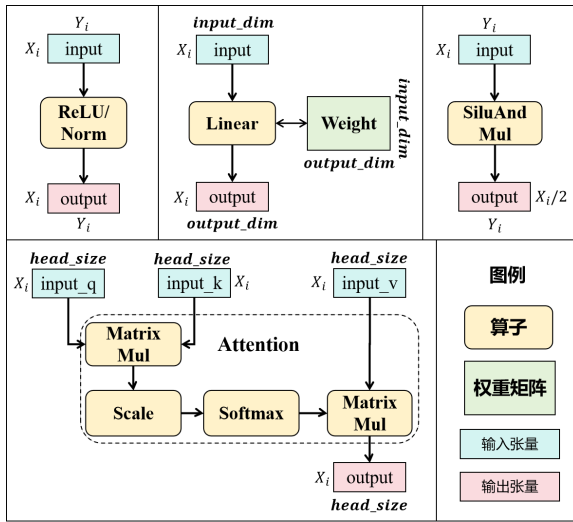 Y_i
X_i input
ReLU/
Norm
X_i output
Y_i
input_dim
X_i input
Linear
Weight
input_dim
output_dim
X_i output
output_dim
Y_i
X_i input
SiluAnd
Mul
output X_i/2
Y_i
head_size
X_i input_q
head_size
input_k X_i
head_size
X_i input_v
Matrix
Mul
Attention
Scale
Softmax
Matrix
Mul
X_i output
head_size
图例
算子
权重矩阵
输入张量
输出张量